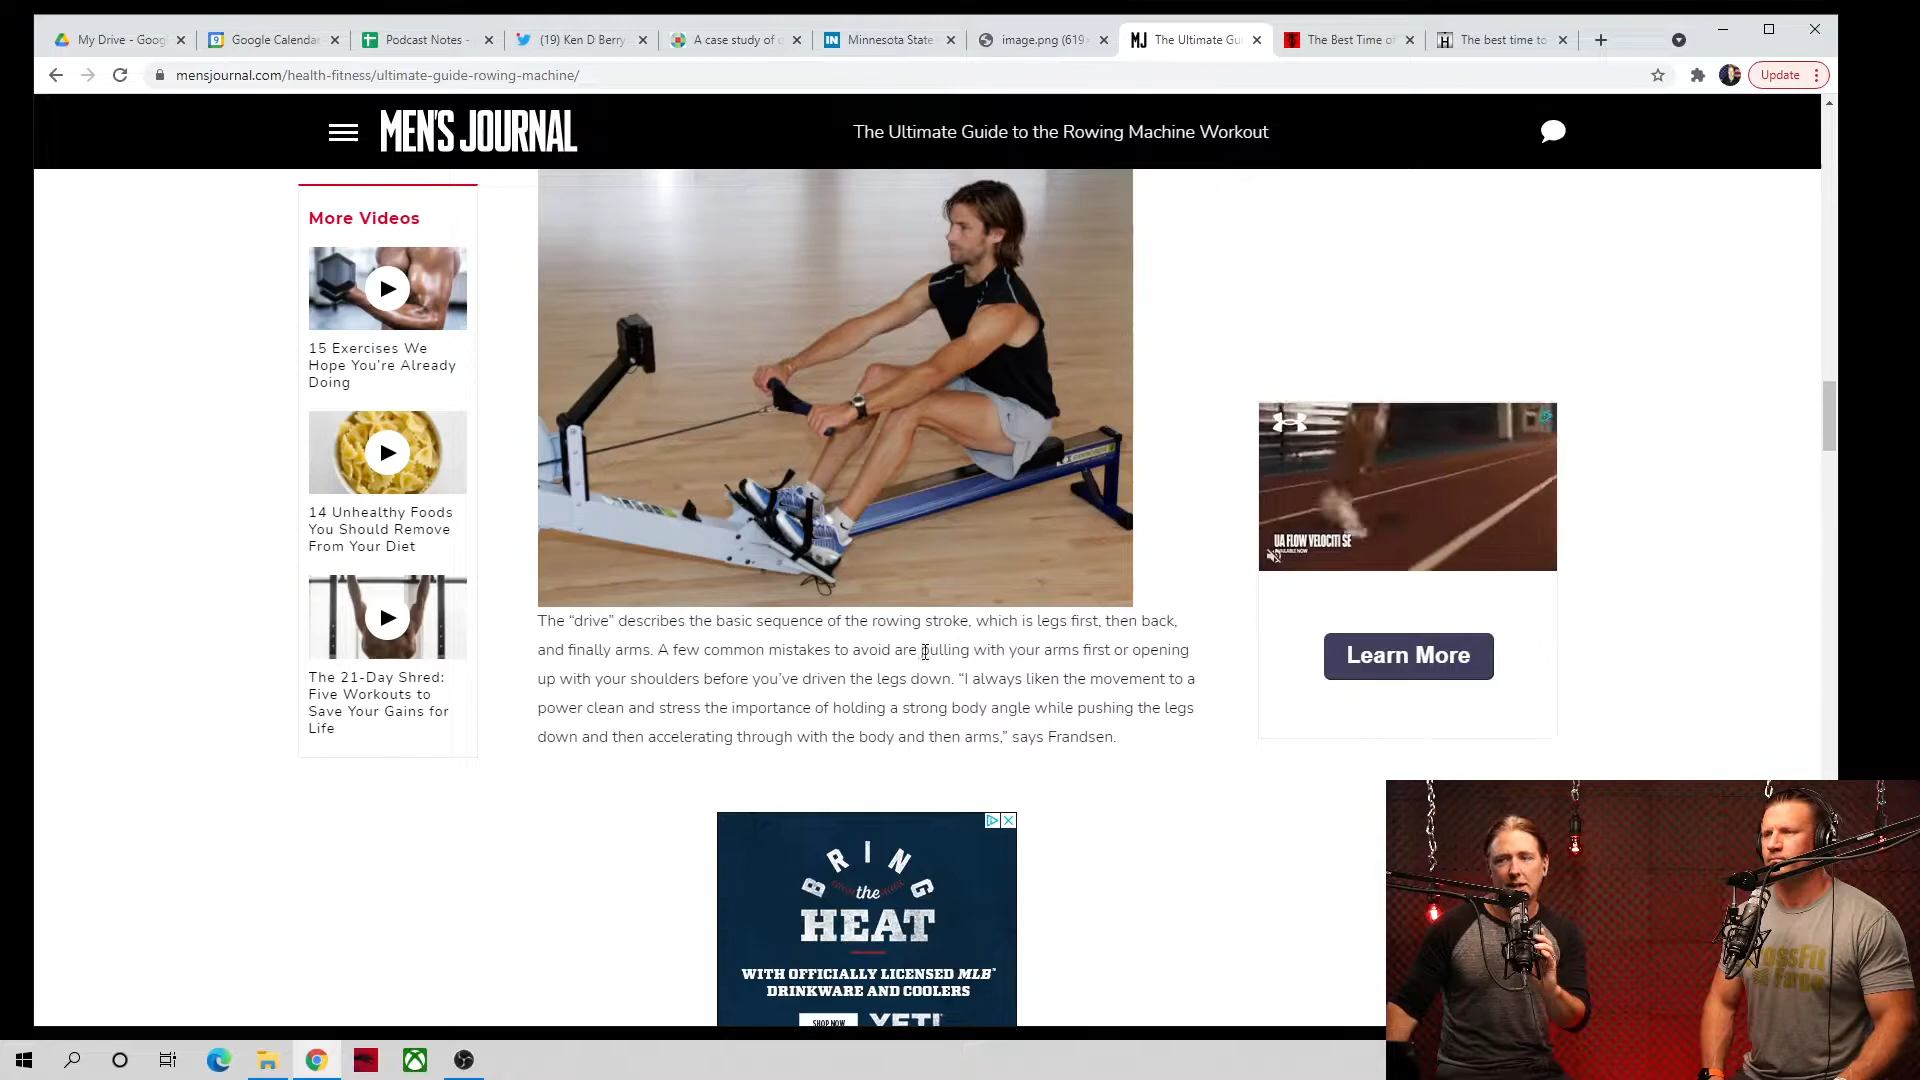 My Drive - Goog
Google Calendar
Podcast Notes -
(19) Ken D Berry
A case study of
Minnesota State
image.png (619
The Ultimate Gu
The Best Time o
The best time to
mensjournal.com/health-fitness/ultimate-guide-rowing-machine/
Update
MEN'S JOURNAL
The Ultimate Guide to the Rowing Machine Workout
More Videos
15 Exercises We
Hope You're Already
Doing
14 Unhealthy Foods
You Should Remove
From Your Diet
The 21-Day Shred:
Five Workouts to
Save Your Gains for
Life
The “drive” describes the basic sequence of the rowing stroke, which is legs first, then back,
and finally arms. A few common mistakes to avoid are pulling with your arms first or opening
up with your shoulders before you’ve driven the legs down. “I always liken the movement to a
power clean and stress the importance of holding a strong body angle while pushing the legs
down and then accelerating through with the body and then arms,” says Frandsen.
UA FLOW VELOCITI SE
AVAILABLE NOW
Learn More
BRING
the
HEAT
WITH OFFICIALLY LICENSED MLB™
DRINKWARE AND COOLERS
SHOP NOW
YETI
CrossFit
Fargo